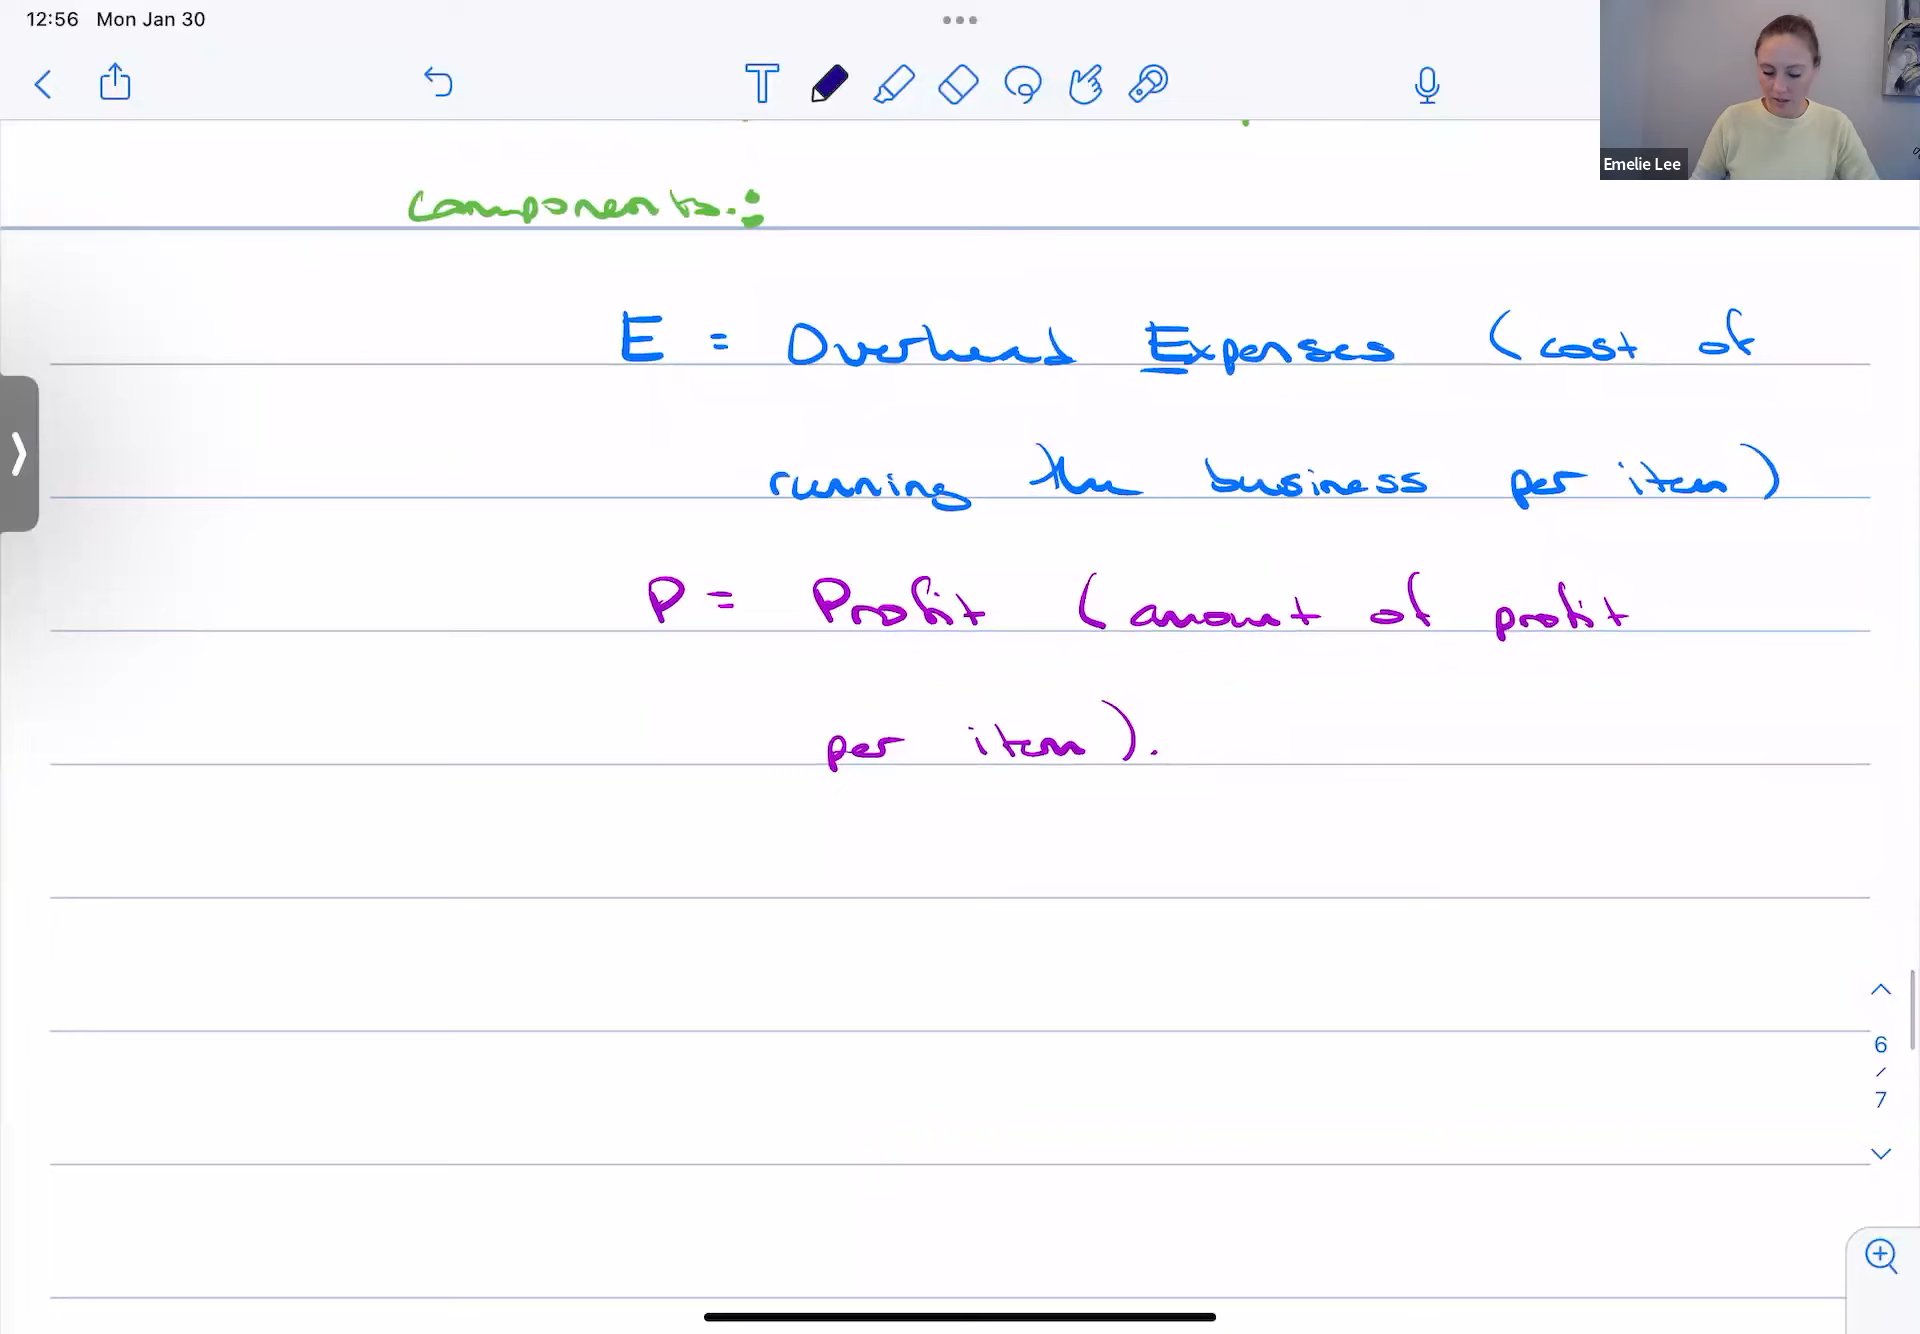 12:56 Mon Jan 30
Emelie Lee
components:
E = Overhead Expenses (cost of
running the business per item)
P = Profit (amount of profit
per item).
6
/
7